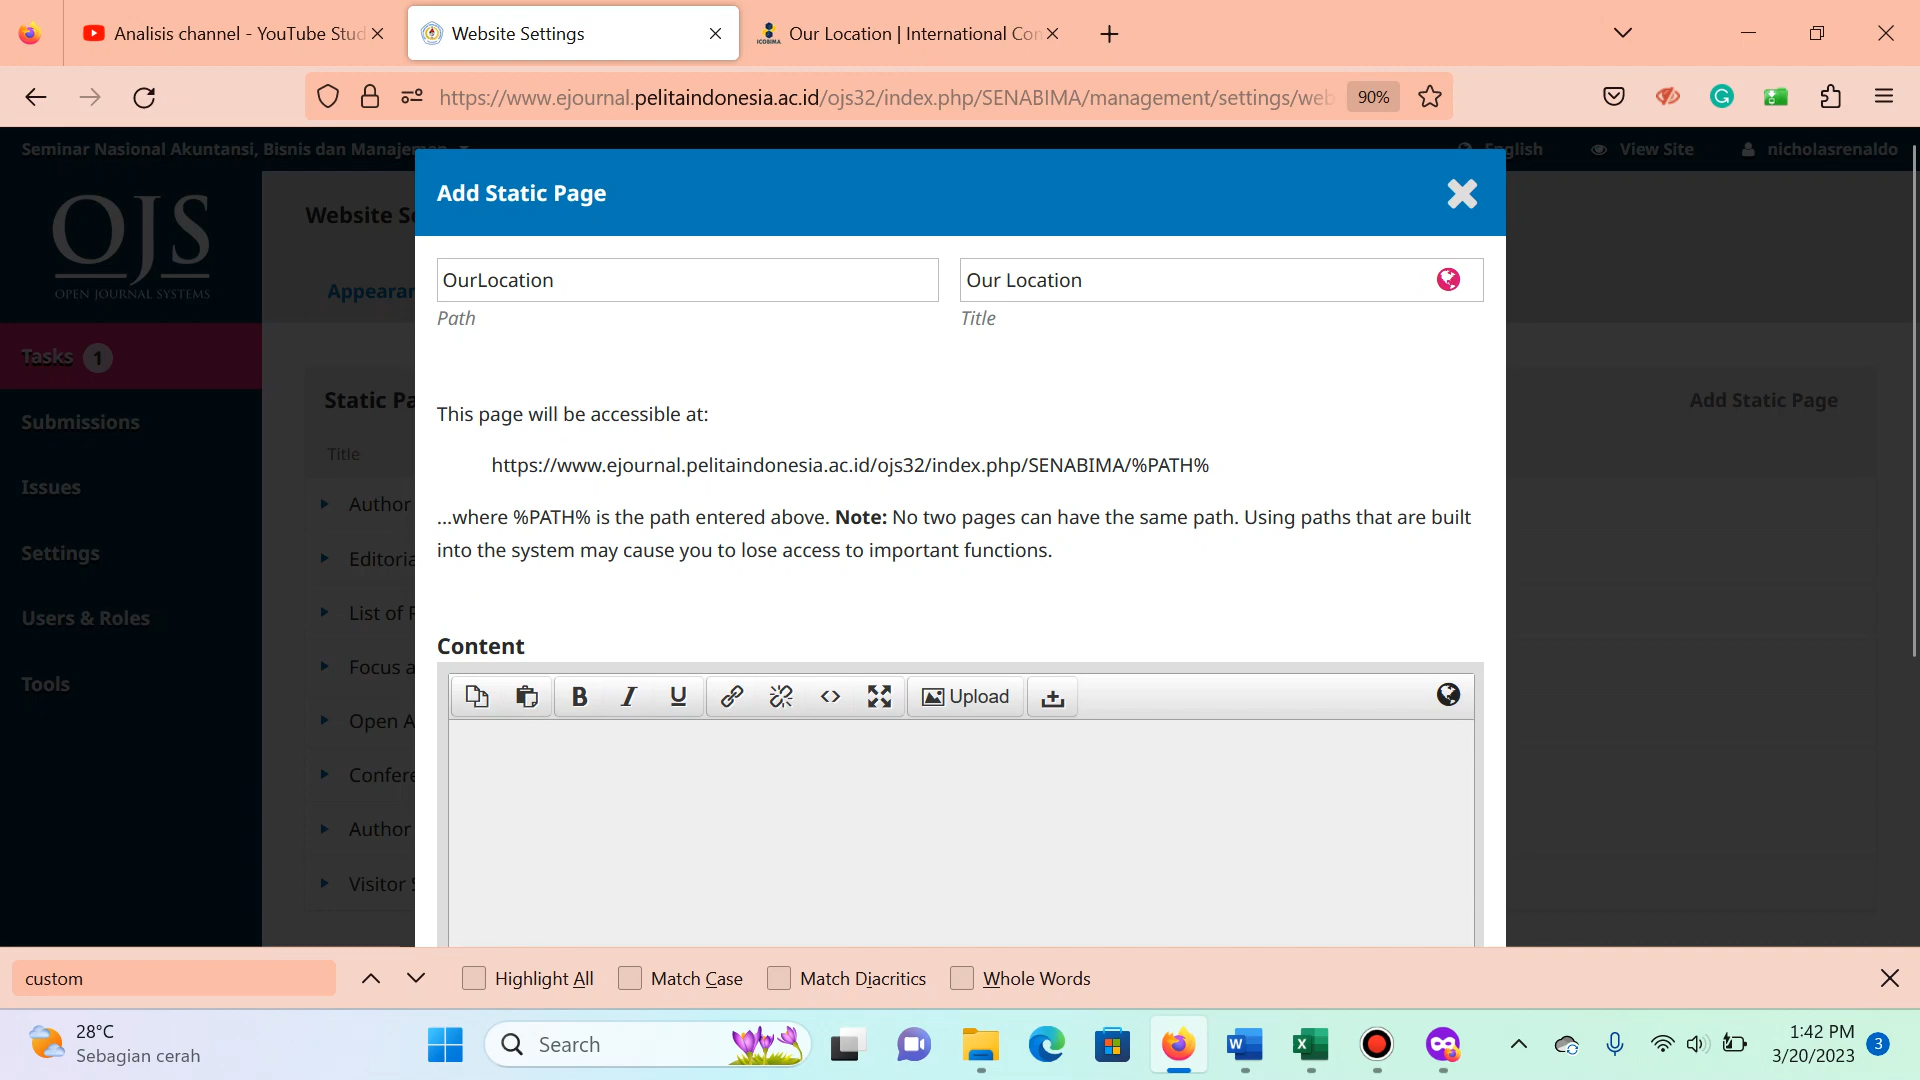 Analisis channel - YouTube Stud
Website Settings
Our Location | International Con
https://www.ejournal.pelitaindonesia.ac.id/ojs32/index.php/SENABIMA/management/settings/web
90%
Seminar Nasional Akuntansi, Bisnis dan Manajemen
English
View Site
nicholasrenaldo
OJS
OPEN JOURNAL SYSTEMS
Website Se
Appearan
Tasks 1
Submissions
Issues
Settings
Users & Roles
Tools
Static Pa
Add Static Page
Title
Author
Editoria
List of
Focus a
Open A
Confere
Author
Visitor
Add Static Page
OurLocation
Our Location
Path
Title
This page will be accessible at:
https://www.ejournal.pelitaindonesia.ac.id/ojs32/index.php/SENABIMA/%PATH%
...where %PATH% is the path entered above. Note: No two pages can have the same path. Using paths that are built
into the system may cause you to lose access to important functions.
Content
B I U <> Upload
custom
Highlight All
Match Case
Match Diacritics
Whole Words
28°C
Sebagian cerah
Search
1:42 PM
3/20/2023
3